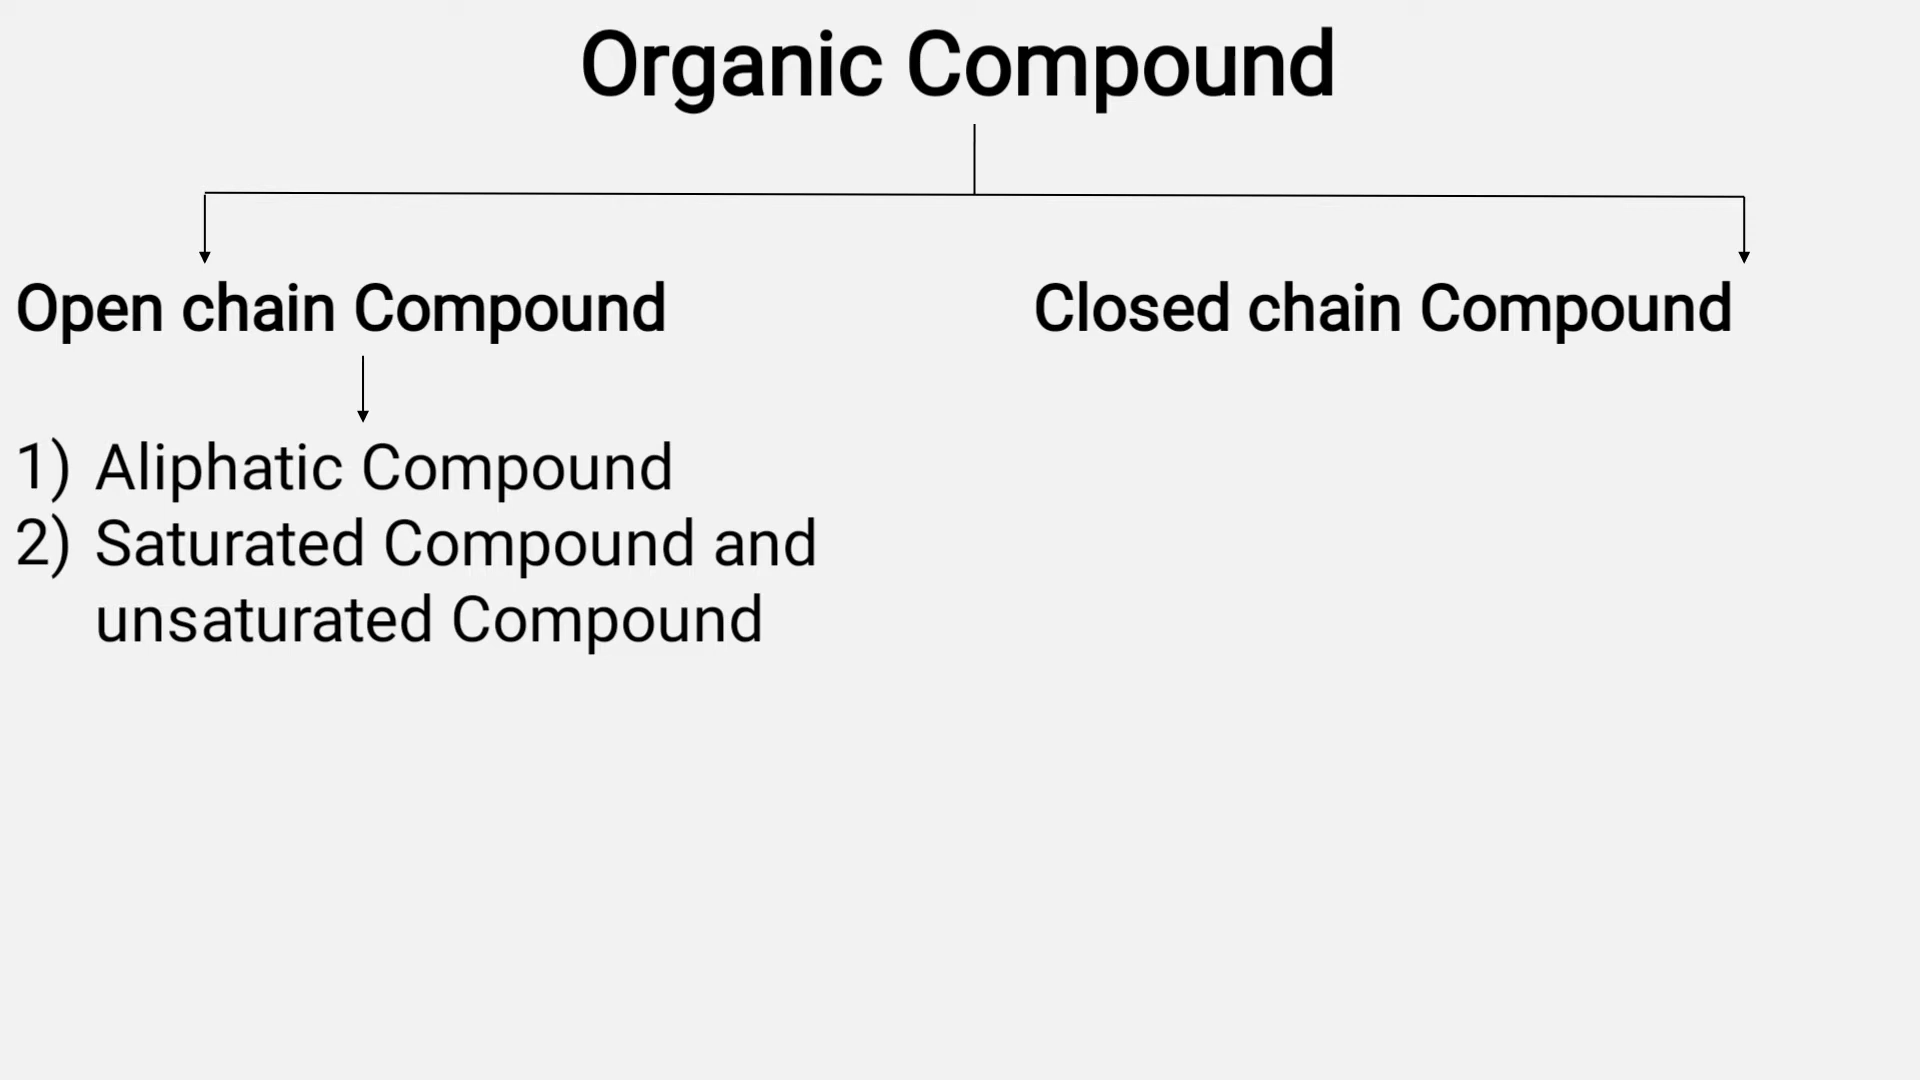 Organic Compound
Open chain Compound
Closed chain Compound
1) Aliphatic Compound
2) Saturated Compound and
unsaturated Compound